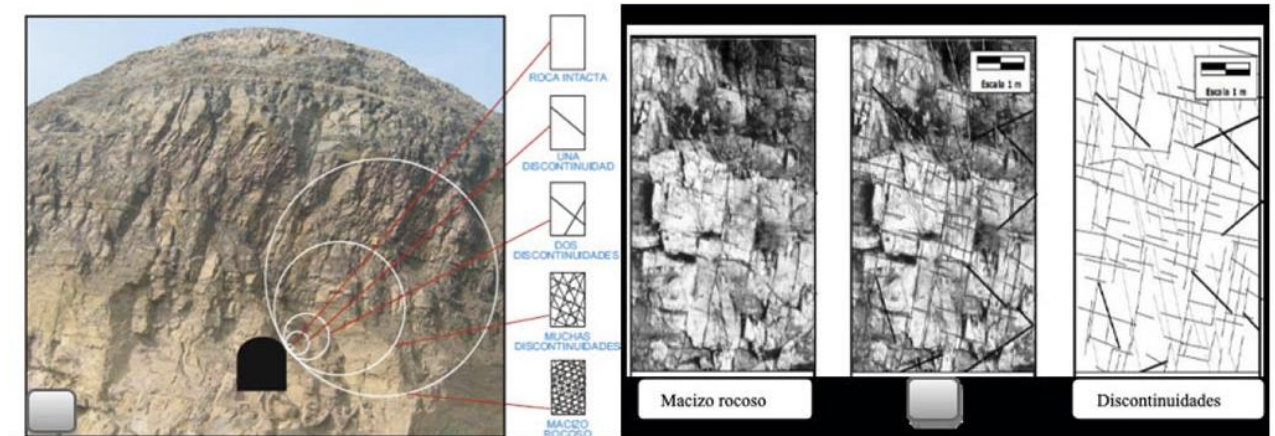 ROCA INTACTA
UNA
DISCONTINUIDAD
DOS
DISCONTINUIDADES
MUCHAS
DISCONTINUIDADES
MACIZO
ROCOSO
Escala 1 m
Escala 1 m
Macizo rocoso
Discontinuidades